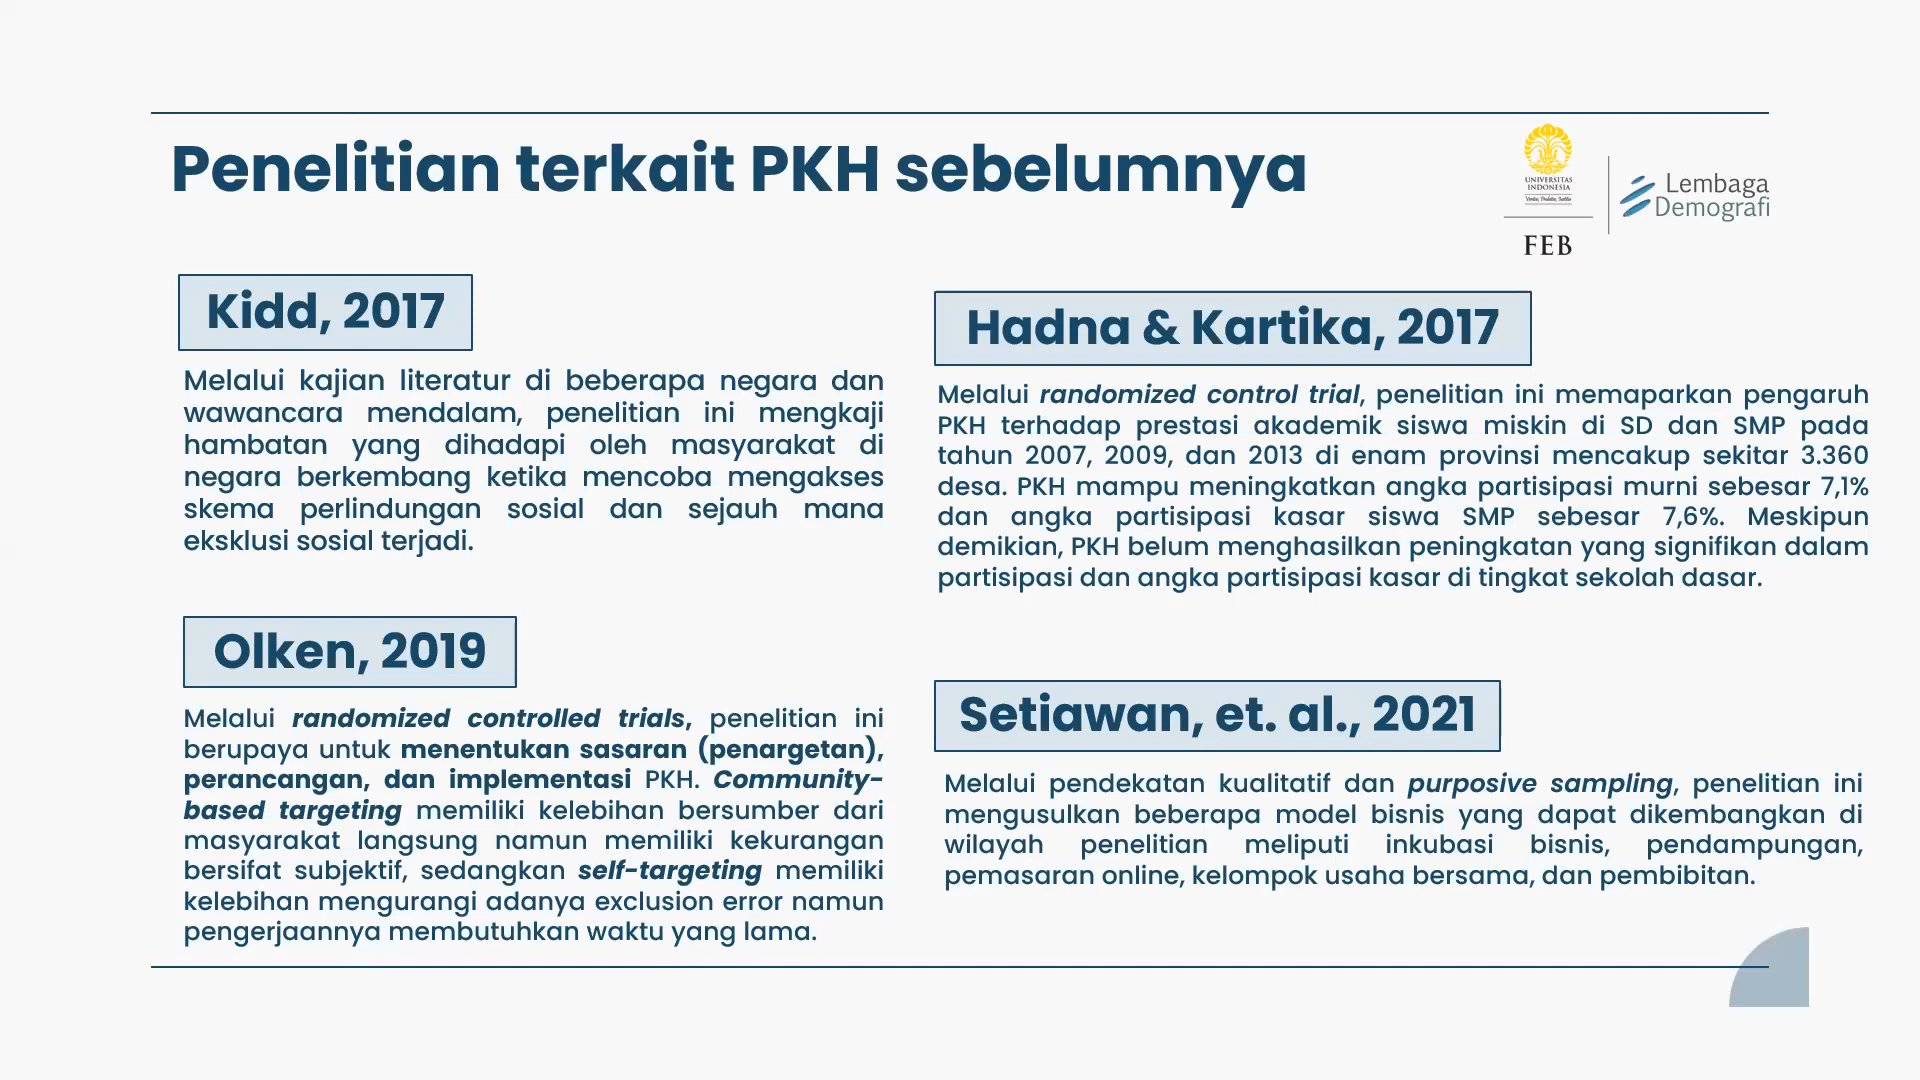 Penelitian terkait PKH sebelumnya
UNIVERSITAS
INDONESIA
Veritas, Probitas, Iustitia
FEB
Lembaga
Demografi
Kidd, 2017
Melalui kajian literatur di beberapa negara dan
wawancara mendalam, penelitian ini mengkaji
hambatan yang dihadapi oleh masyarakat di
negara berkembang ketika mencoba mengakses
skema perlindungan sosial dan sejauh mana
eksklusi sosial terjadi.
Olken, 2019
Melalui randomized controlled trials, penelitian ini
berupaya untuk menentukan sasaran (penargetan),
perancangan, dan implementasi PKH. Community-
based targeting memiliki kelebihan bersumber dari
masyarakat langsung namun memiliki kekurangan
bersifat subjektif, sedangkan self-targeting memiliki
kelebihan mengurangi adanya exclusion error namun
pengerjaannya membutuhkan waktu yang lama.
Hadna & Kartika, 2017
Melalui randomized control trial, penelitian ini memaparkan pengaruh
PKH terhadap prestasi akademik siswa miskin di SD dan SMP pada
tahun 2007, 2009, dan 2013 di enam provinsi mencakup sekitar 3.360
desa. PKH mampu meningkatkan angka partisipasi murni sebesar 7,1%
dan angka partisipasi kasar siswa SMP sebesar 7,6%. Meskipun
demikian, PKH belum menghasilkan peningkatan yang signifikan dalam
partisipasi dan angka partisipasi kasar di tingkat sekolah dasar.
Setiawan, et. al., 2021
Melalui pendekatan kualitatif dan purposive sampling, penelitian ini
mengusulkan beberapa model bisnis yang dapat dikembangkan di
wilayah penelitian meliputi inkubasi bisnis, pendampungan,
pemasaran online, kelompok usaha bersama, dan pembibitan.